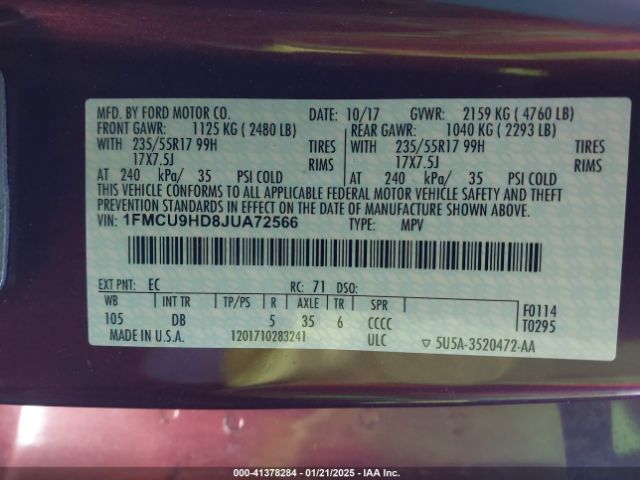 MFD. BY FORD MOTOR CO. DATE: 10/17 GVWR: 2159 KG ( 4760 LB)
FRONT GAWR: 1125 KG ( 2480 LB) REAR GAWR: 1040 KG ( 2293 LB)
WITH 235/55R17 99H TIRES WITH 235/55R17 99H TIRES
17X7.5J RIMS 17X7.5J RIMS
AT 240 kPa/ 35 PSI COLD AT 240 kPa/ 35 PSI COLD
THIS VEHICLE CONFORMS TO ALL APPLICABLE FEDERAL MOTOR VEHICLE SAFETY AND THEFT
PREVENTION STANDARDS IN EFFECT ON THE DATE OF MANUFACTURE SHOWN ABOVE.
VIN: 1FMCU9HD8JUA72566 TYPE: MPV
EXT PNT: EC RC: 71 DSO:
WB INT TR TP/PS R AXLE TR SPR F0114
105 DB 5 35 6 CCCC T0295
MADE IN U.S.A. 1201710283241 ULC ▽ 5U5A-3520472-AA
000-41378284 - 01/21/2025 - IAA Inc.